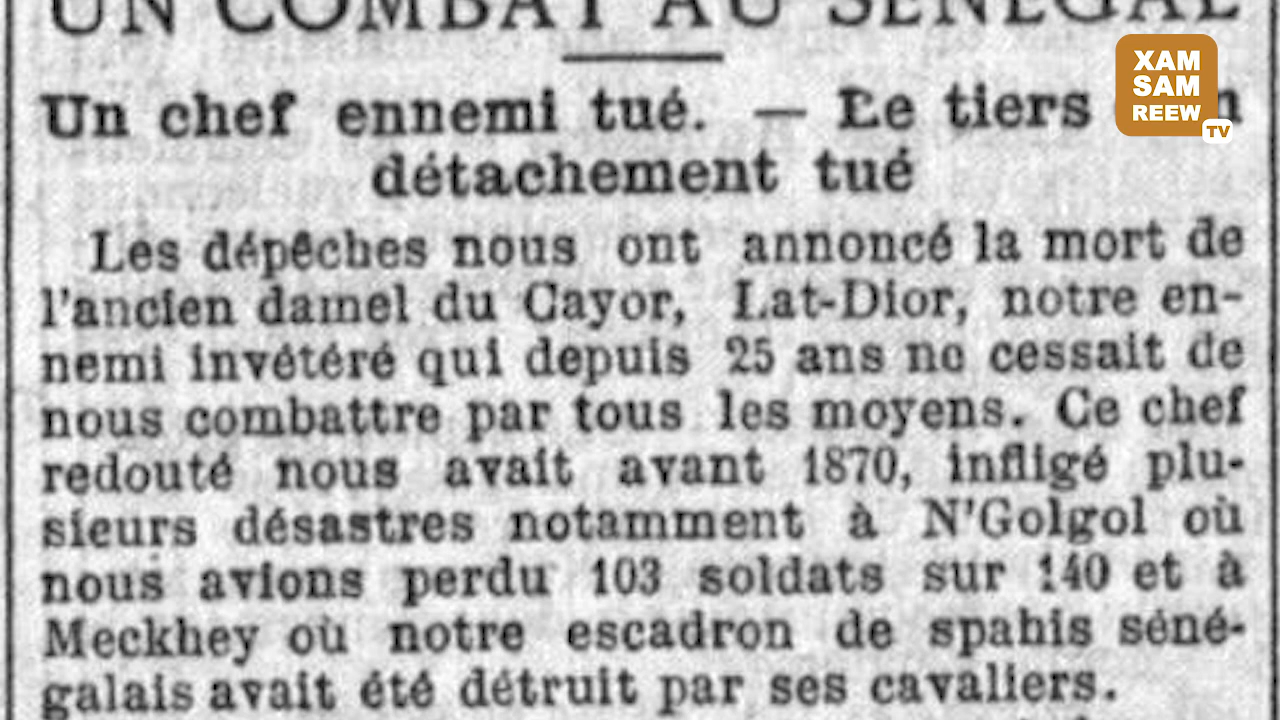 UN COMBAT AU SÉNÉGAL
Un chef ennemi tué. — Le tiers
détachement tué
Les dépêches nous ont annoncé la mort de
l'ancien damel du Cayor, Lat-Dior, notre en-
nemi invétéré qui depuis 25 ans ne cessait de
nous combattre par tous les moyens. Ce chef
redouté nous avait avant 1870, infligé plu-
sieurs désastres notamment à N'Golgol où
nous avions perdu 103 soldats sur 140 et à
Meckhey où notre escadron de spahis séné-
galais avait été détruit par ses cavaliers.
XAM
SAM
REEW
TV